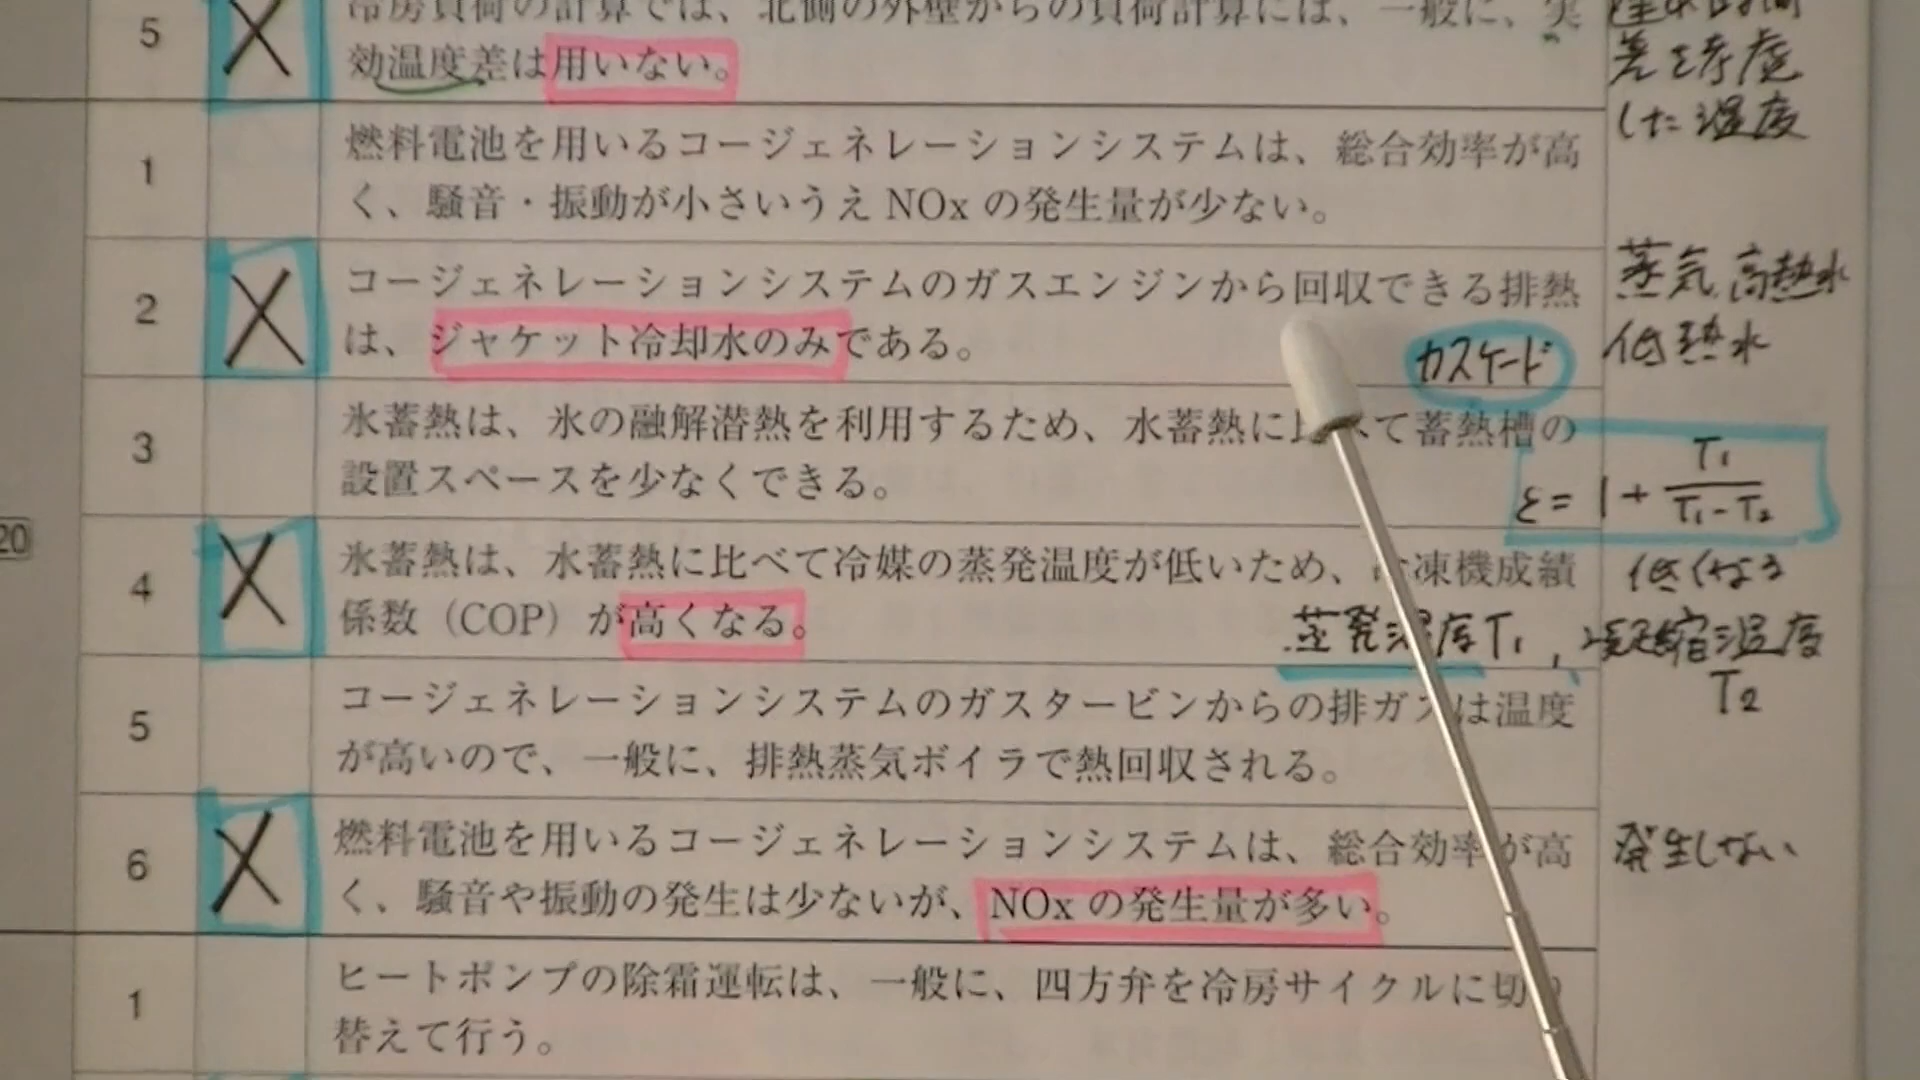 5
冷房負荷の計算では、北側の外壁からの負荷計算には、一般に、実
効温度差は用いない。
差を考慮
した温度
1
燃料電池を用いるコージェネレーションシステムは、総合効率が高
く、騒音・振動が小さいうえ NOx の発生量が少ない。
2
コージェネレーションシステムのガスエンジンから回収できる排熱
は、ジャケット冷却水のみである。
カスケード
蒸気、高熱水
低熱水
3
氷蓄熱は、氷の融解潜熱を利用するため、水蓄熱に比べて蓄熱槽の
設置スペースを少なくできる。
ε = 1 + T1 / (T1 - T2)
20
4
氷蓄熱は、水蓄熱に比べて冷媒の蒸発温度が低いため、冷凍機成績
係数（COP）が高くなる。
低くなる
蒸発温度T1, 凝縮温度
T2
5
コージェネレーションシステムのガスタービンからの排ガスは温度
が高いので、一般に、排熱蒸気ボイラで熱回収される。
6
燃料電池を用いるコージェネレーションシステムは、総合効率が高
く、騒音や振動の発生は少ないが、NOx の発生量が多い。
発生しない
1
ヒートポンプの除霜運転は、一般に、四方弁を冷房サイクルに切り
替えて行う。